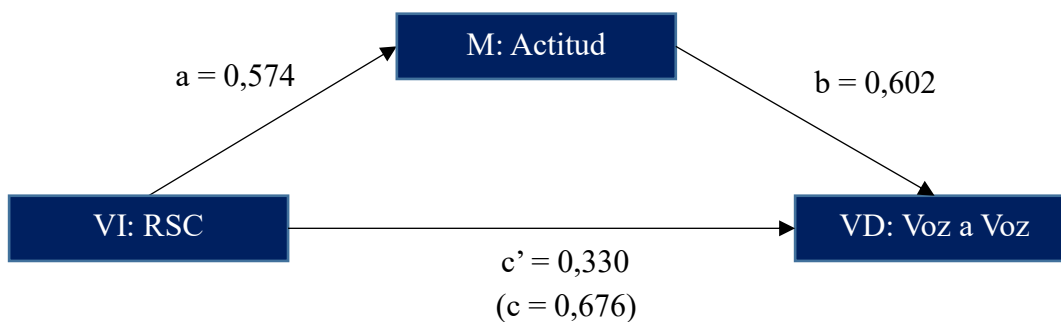 M: Actitud
a = 0,574
b = 0,602
VI: RSC
VD: Voz a Voz
c’ = 0,330
(c = 0,676)